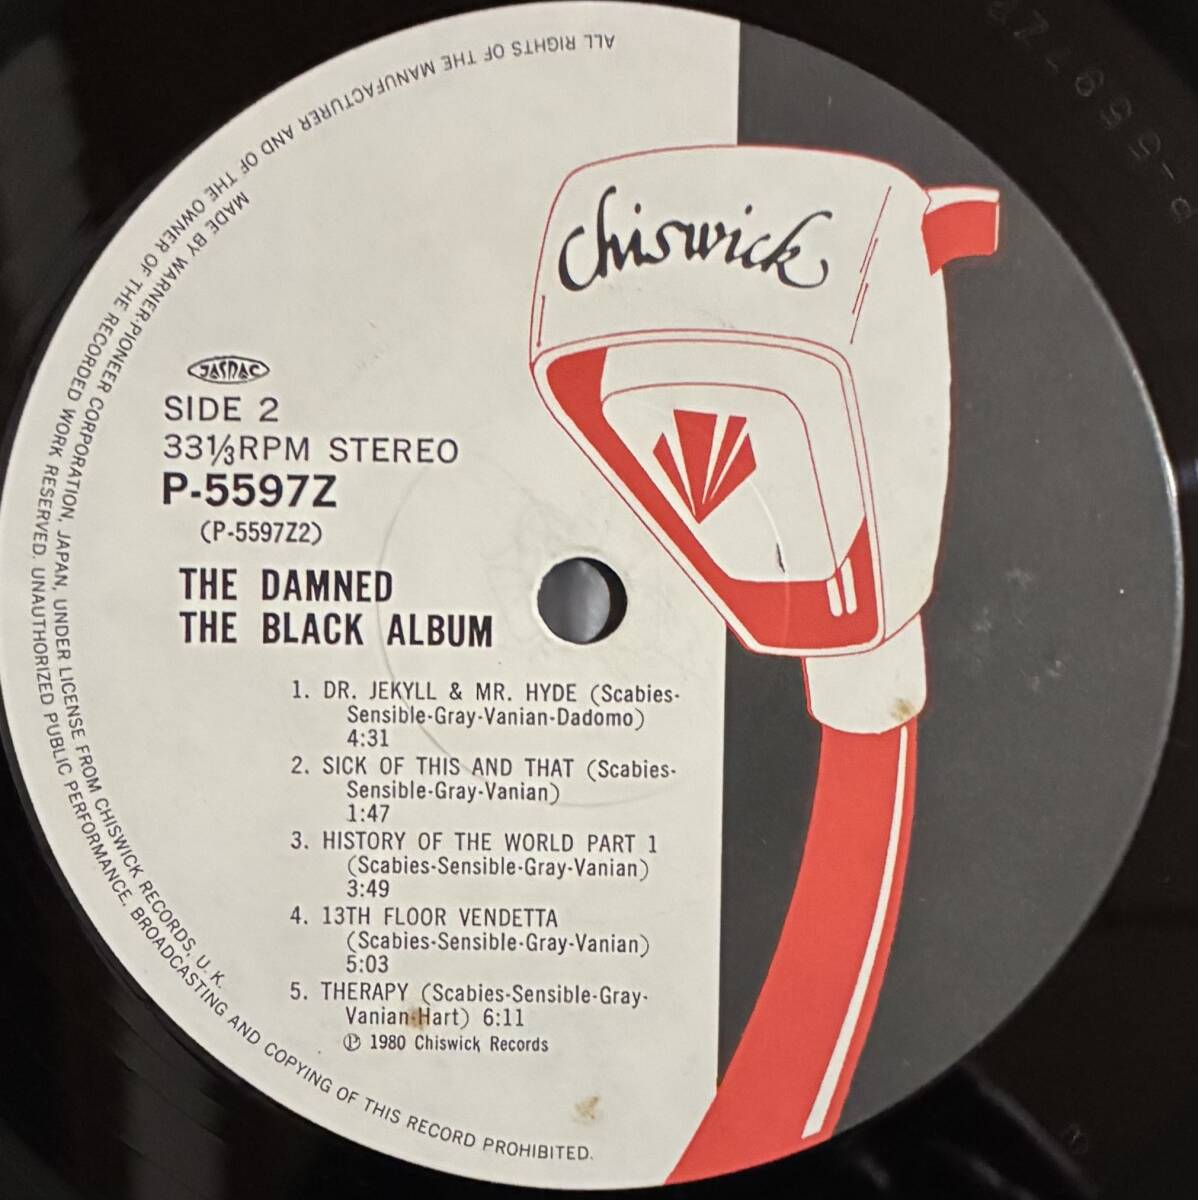 ALL RIGHTS OF THE MANUFACTURER AND OF THE OWNER OF THE RECORDED WORK RESERVED. UNAUTHORIZED PUBLIC PERFORMANCE, BROADCASTING AND COPYING OF THIS RECORD PROHIBITED.
MADE BY WARNER-PIONEER CORPORATION, JAPAN, UNDER LICENSE FROM CHISWICK RECORDS, U. K.
Chiswick
JASRAC
SIDE 2
33⅓RPM STEREO
P-5597Z
(P-5597Z2)
THE DAMNED
THE BLACK ALBUM
1. DR. JEKYLL & MR. HYDE (Scabies-
Sensible-Gray-Vanian-Dadomo)
4:31
2. SICK OF THIS AND THAT (Scabies-
Sensible-Gray-Vanian)
1:47
3. HISTORY OF THE WORLD PART 1
(Scabies-Sensible-Gray-Vanian)
3:49
4. 13TH FLOOR VENDETTA
(Scabies-Sensible-Gray-Vanian)
5:03
5. THERAPY (Scabies-Sensible-Gray-
Vanian-Hart) 6:11
℗ 1980 Chiswick Records